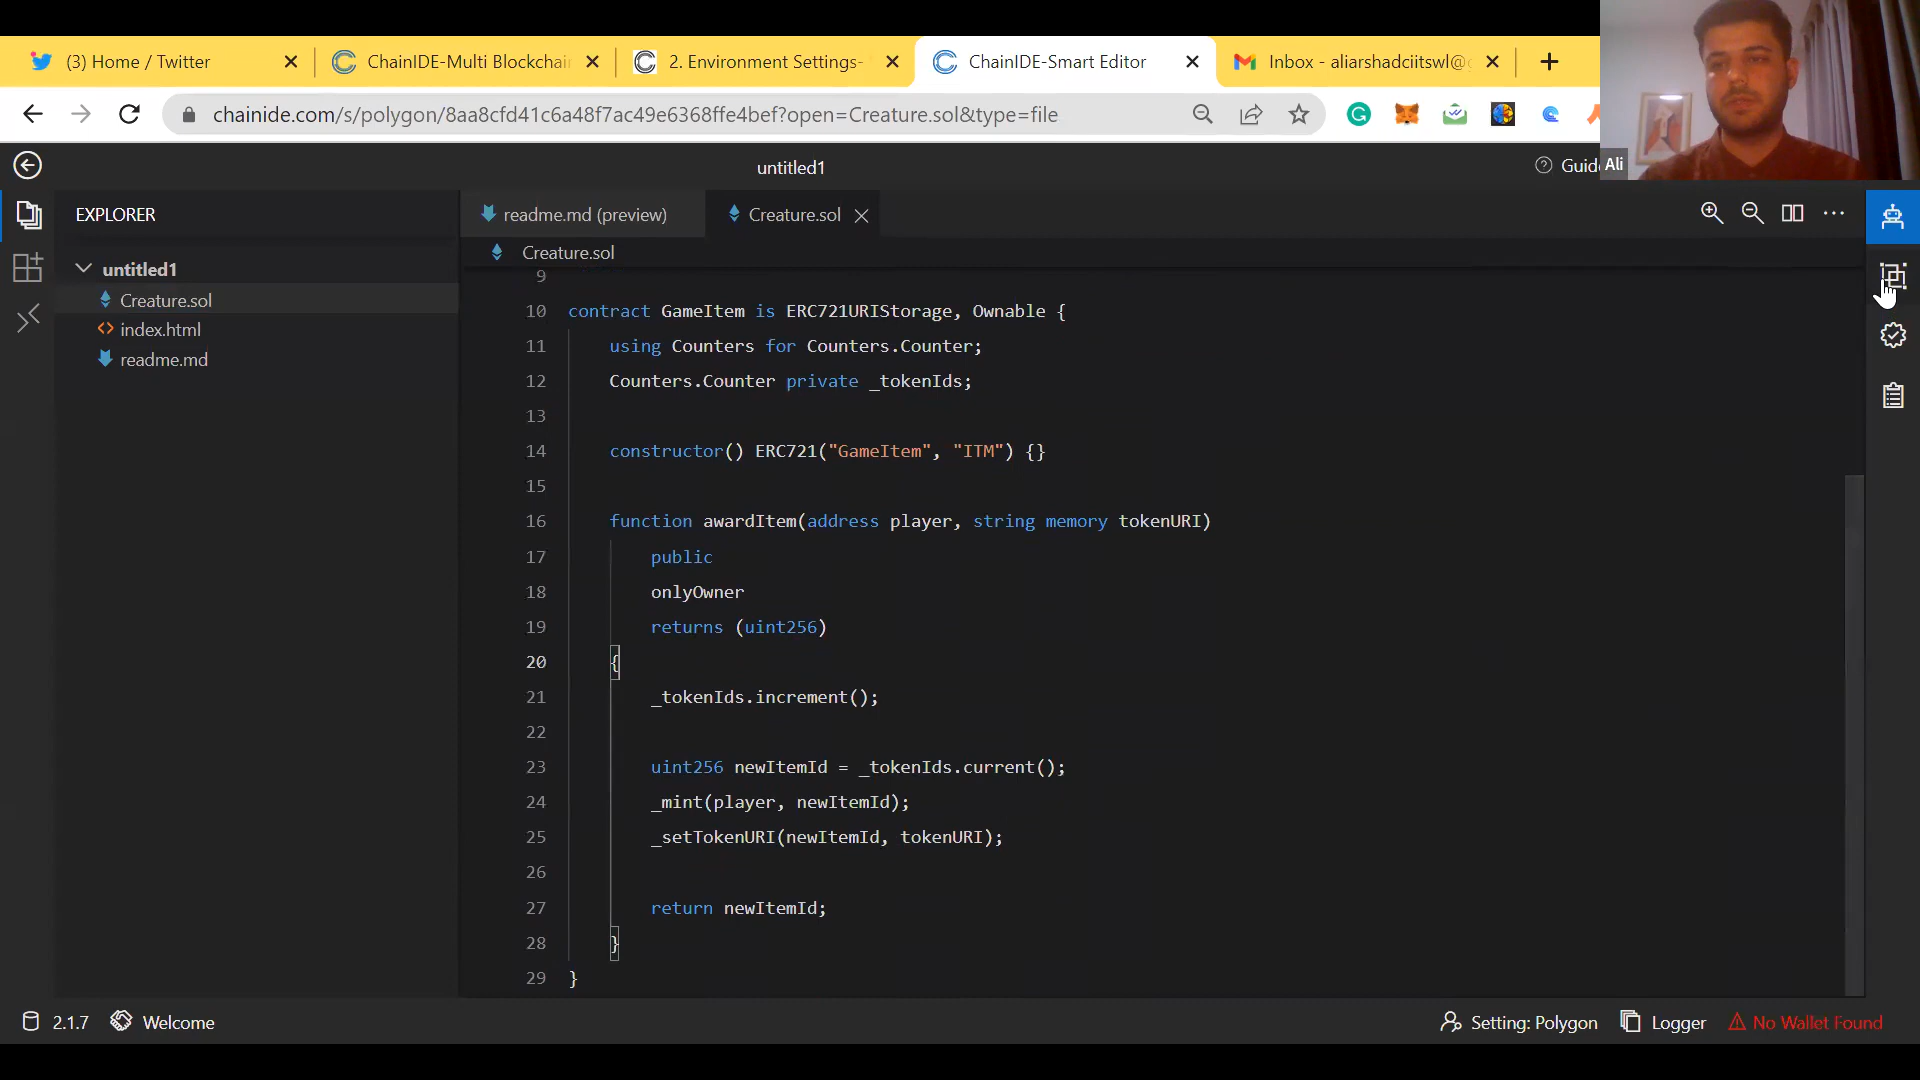 (3) Home / Twitter
ChainIDE-Multi Blockchain
2. Environment Settings-
ChainIDE-Smart Editor
Inbox - aliarshadciitswl@
chainide.com/s/polygon/8aa8cfd41c6a48f7ac49e6368ffe4bef?open=Creature.sol&type=file
untitled1
Guide
Ali
EXPLORER
untitled1
Creature.sol
index.html
readme.md
readme.md (preview)
Creature.sol
Creature.sol
9
10 contract GameItem is ERC721URIStorage, Ownable {
11 using Counters for Counters.Counter;
12 Counters.Counter private _tokenIds;
13
14 constructor() ERC721("GameItem", "ITM") {}
15
16 function awardItem(address player, string memory tokenURI)
17 public
18 onlyOwner
19 returns (uint256)
20 {
21 _tokenIds.increment();
22
23 uint256 newItemId = _tokenIds.current();
24 _mint(player, newItemId);
25 _setTokenURI(newItemId, tokenURI);
26
27 return newItemId;
28 }
29 }
2.1.7
Welcome
Setting: Polygon
Logger
No Wallet Found